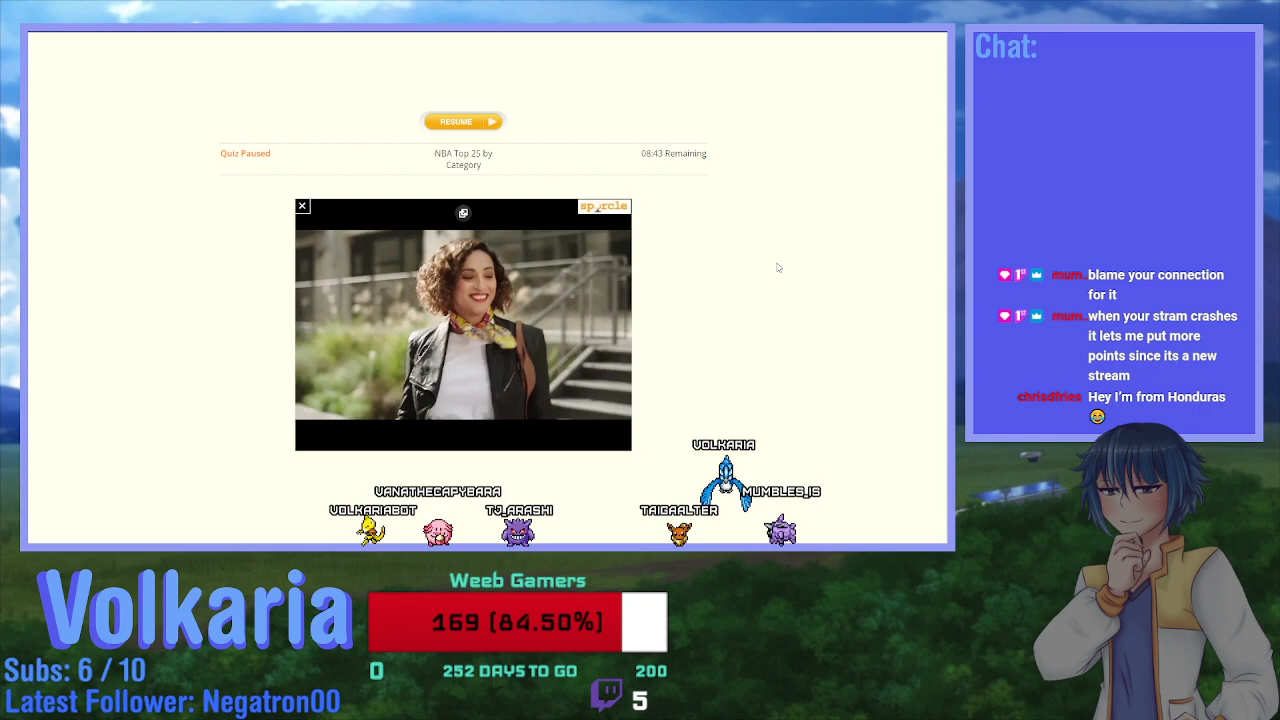 Chat:
RESUME
Quiz Paused
NBA Top 25 by
Category
08:43 Remaining
sporcle
mum.. blame your connection
for it
mum.. when your stram crashes
it lets me put more
points since its a new
stream
chrisdfries Hey I'm from Honduras
😂
VOLKARIA
VANATHECAPYBARA
MUMBLES_IS
VOLKARIABOT
TJ_ARASHI
TAIGAALTER
Volkaria
Weeb Gamers
169 (84.50%)
0
252 DAYS TO GO
200
Subs: 6 / 10
Latest Follower: Negatron00
5